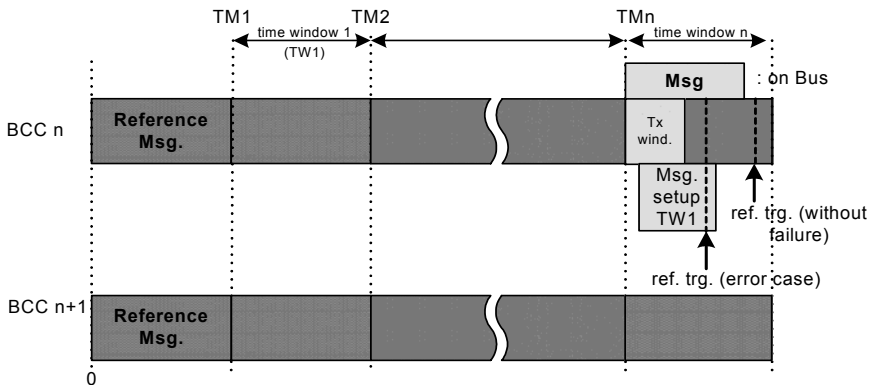 TM1
TM2
TMn
time window 1
(TW1)
time window n
Msg
: on Bus
BCC n
Reference
Msg.
Tx
wind.
Msg.
setup
TW1
ref. trg. (without
failure)
ref. trg. (error case)
BCC n+1
Reference
Msg.
0